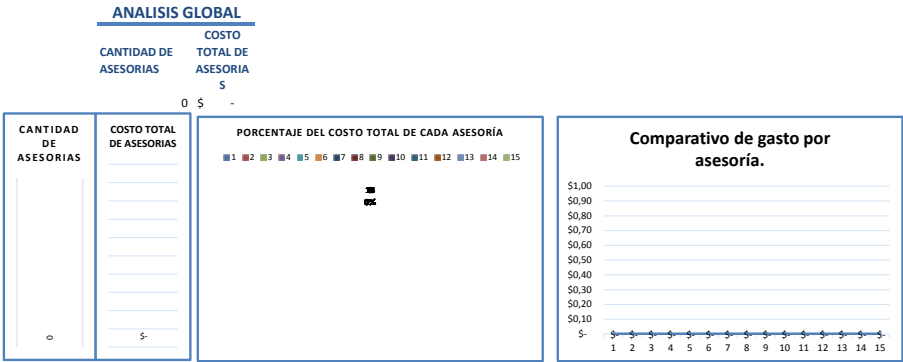 ANALISIS GLOBAL
CANTIDAD DE
ASESORIAS
COSTO
TOTAL DE
ASESORIA
S
0 $ -
CANTIDAD
DE
ASESORIAS
0
COSTO TOTAL
DE ASESORIAS
$-
PORCENTAJE DEL COSTO TOTAL DE CADA ASESORÍA
1 2 3 4 5 6 7 8 9 10 11 12 13 14 15
Comparativo de gasto por
asesoría.
$1,00
$0,90
$0,80
$0,70
$0,60
$0,50
$0,40
$0,30
$0,20
$0,10
$-
$- $- $- $- $- $- $- $- $- $- $- $- $- $- $-
1 2 3 4 5 6 7 8 9 10 11 12 13 14 15